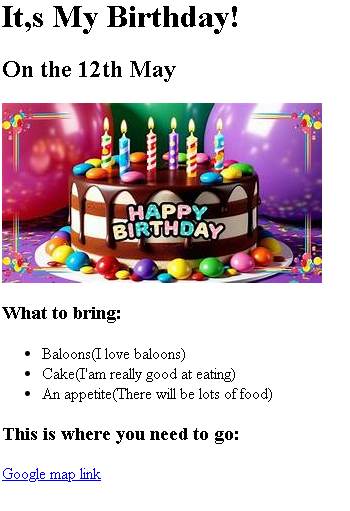 It,s My Birthday!
On the 12th May
HAPPY
BIRTHDAY
What to bring:
Baloons(I love baloons)
Cake(I'am really good at eating)
An appetite(There will be lots of food)
This is where you need to go:
Google map link